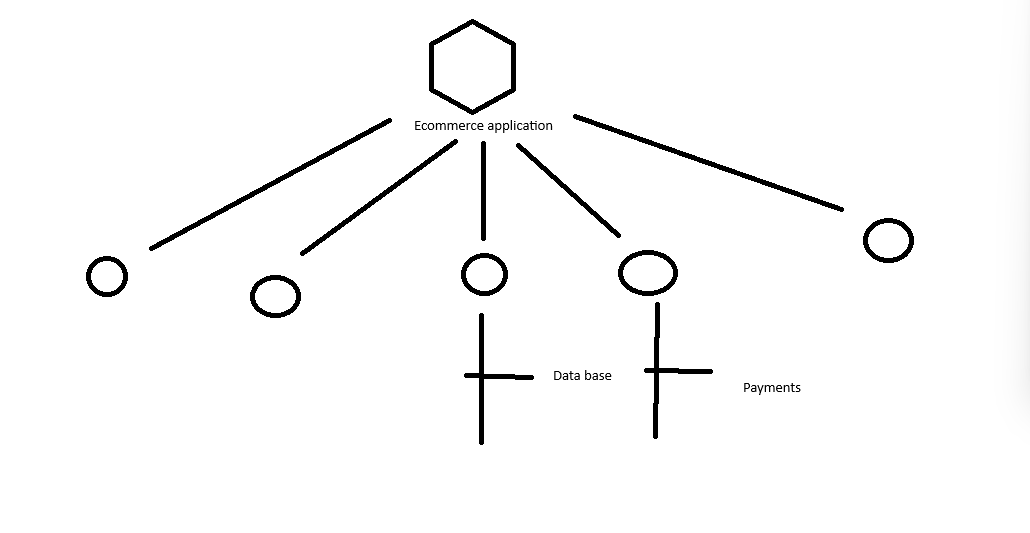 Ecommerce application
Data base
Payments